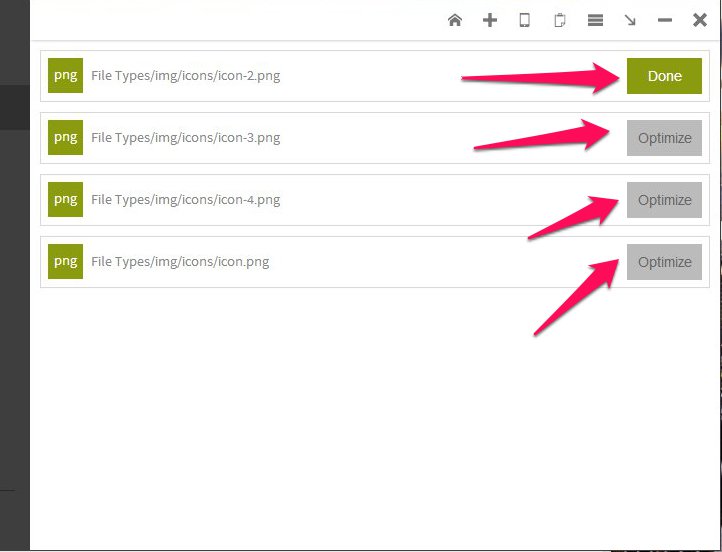 png File Types/img/icons/icon-2.png Done
png File Types/img/icons/icon-3.png Optimize
png File Types/img/icons/icon-4.png Optimize
png File Types/img/icons/icon.png Optimize